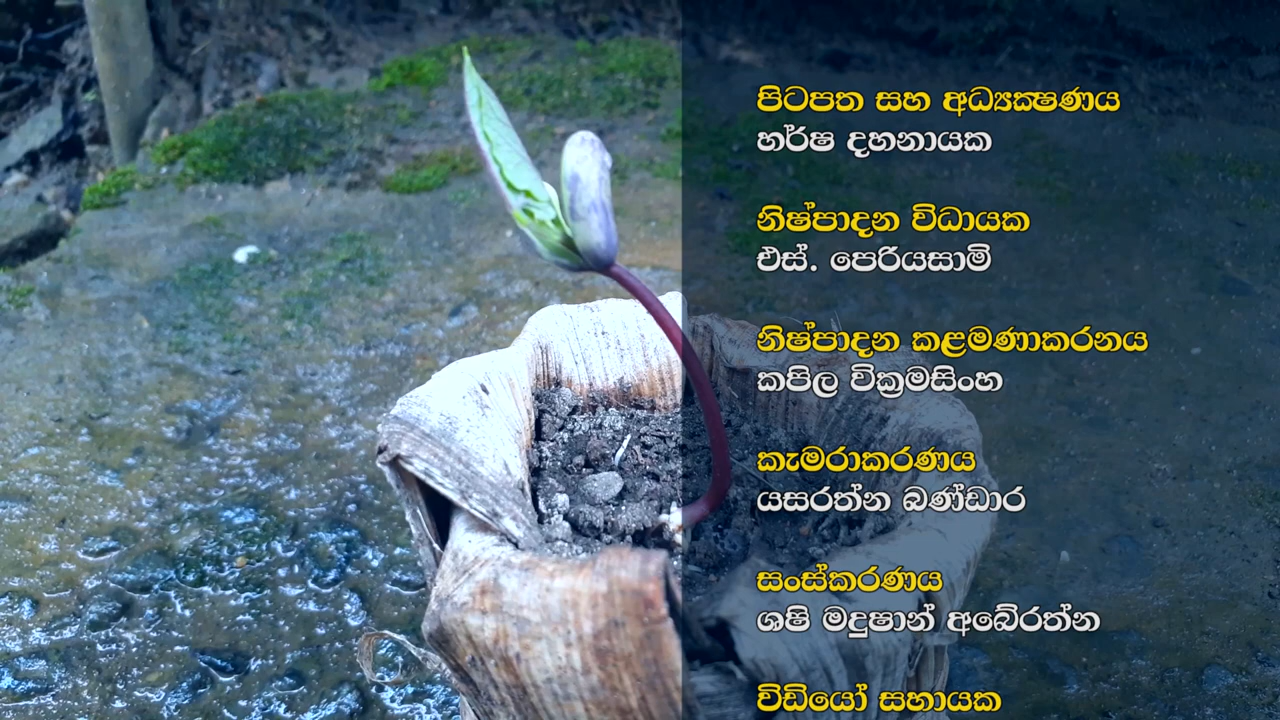 පිටපත සහ අධ්‍යක්ෂණය
හර්ෂ දහනායක
නිෂ්පාදන විධායක
එස්. පෙරියසාමි
නිෂ්පාදන කළමණාකරනය
කපිල වික්‍රමසිංහ
කැමරාකරණය
යසරත්න බණ්ඩාර
සංස්කරණය
ශෂි මදුෂාන් අබේරත්න
විඩියෝ සහායක